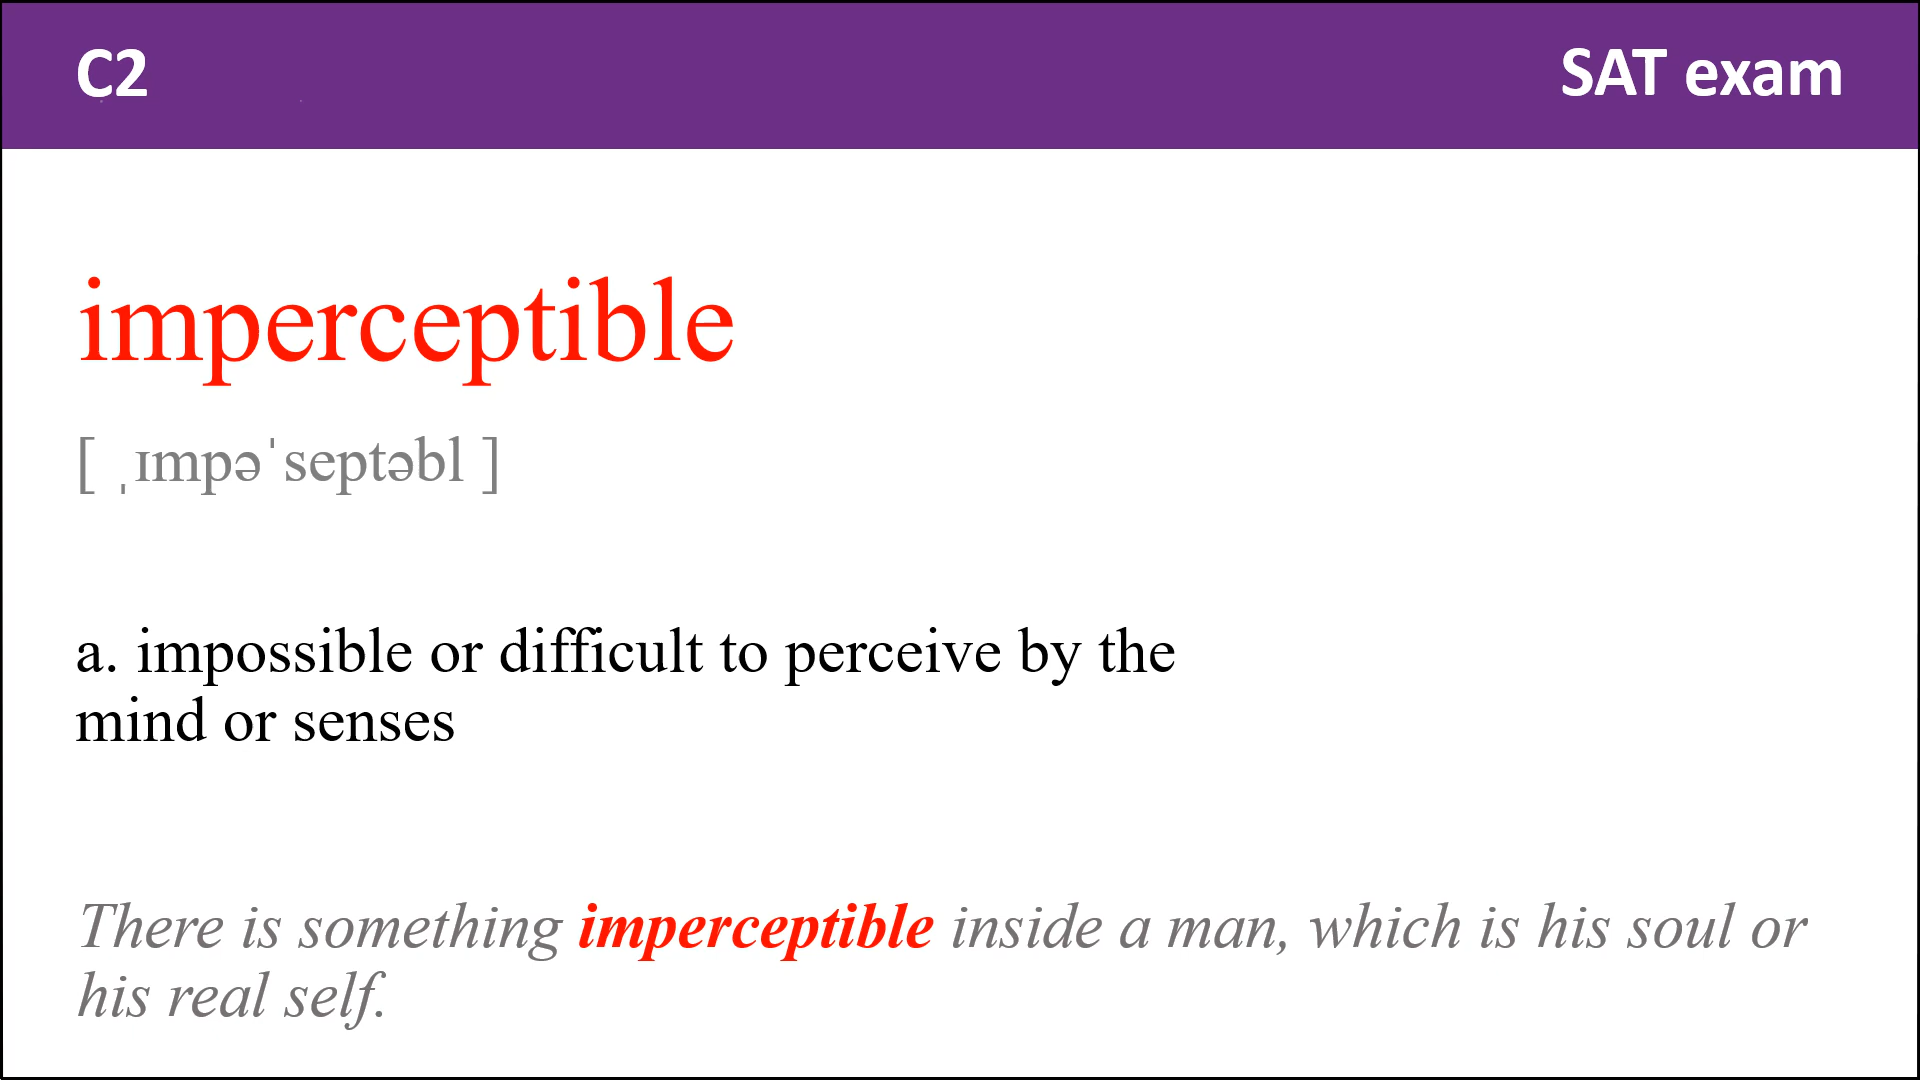 C2 SAT exam
imperceptible
[ ˌɪmpəˈseptəbl ]
a. impossible or difficult to perceive by the
mind or senses
There is something imperceptible inside a man, which is his soul or
his real self.